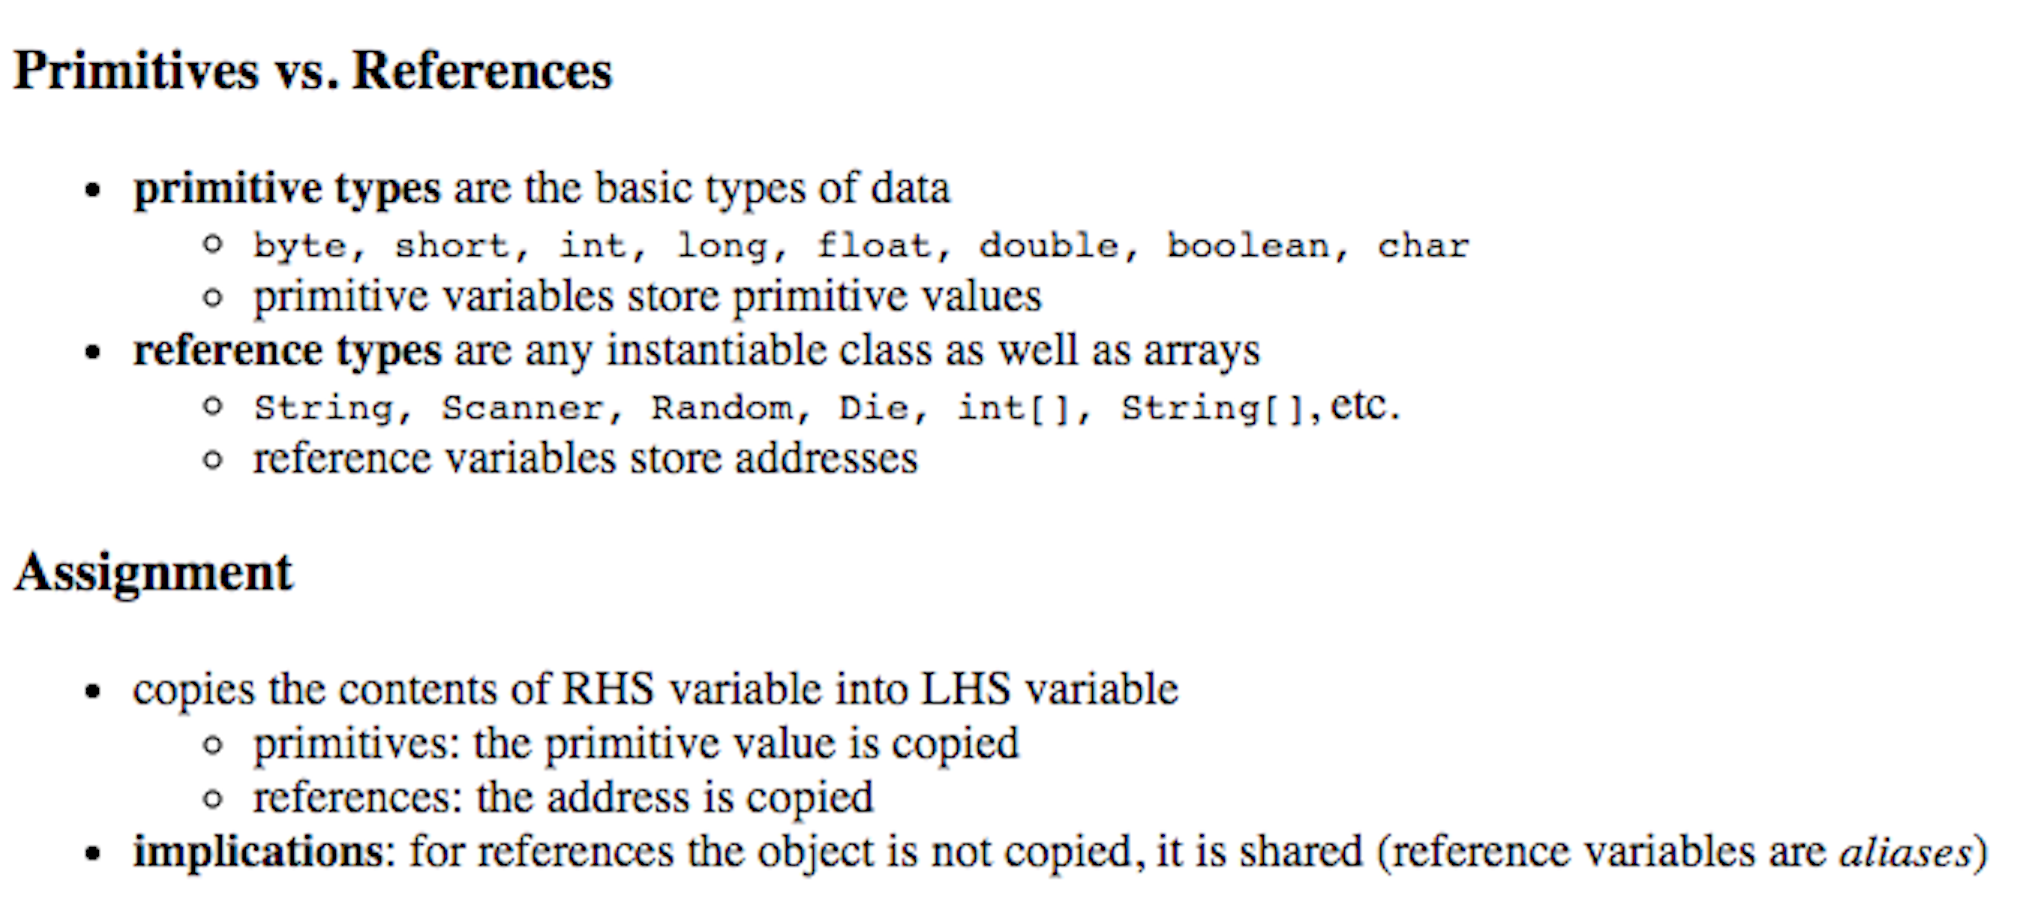 Primitives vs. References
• primitive types are the basic types of data
○ byte, short, int, long, float, double, boolean, char
○ primitive variables store primitive values
• reference types are any instantiable class as well as arrays
○ String, Scanner, Random, Die, int[], String[], etc.
○ reference variables store addresses
Assignment
• copies the contents of RHS variable into LHS variable
○ primitives: the primitive value is copied
○ references: the address is copied
• implications: for references the object is not copied, it is shared (reference variables are aliases)